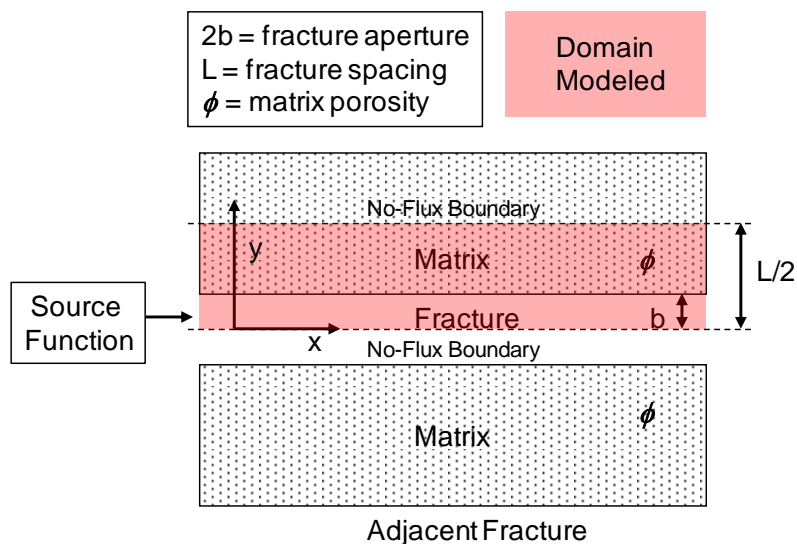 2b = fracture aperture
L = fracture spacing
ϕ = matrix porosity
Domain
Modeled
No-Flux Boundary
y
Matrix
ϕ
L/2
Source
Function
Fracture
b
x
No-Flux Boundary
ϕ
Matrix
Adjacent Fracture